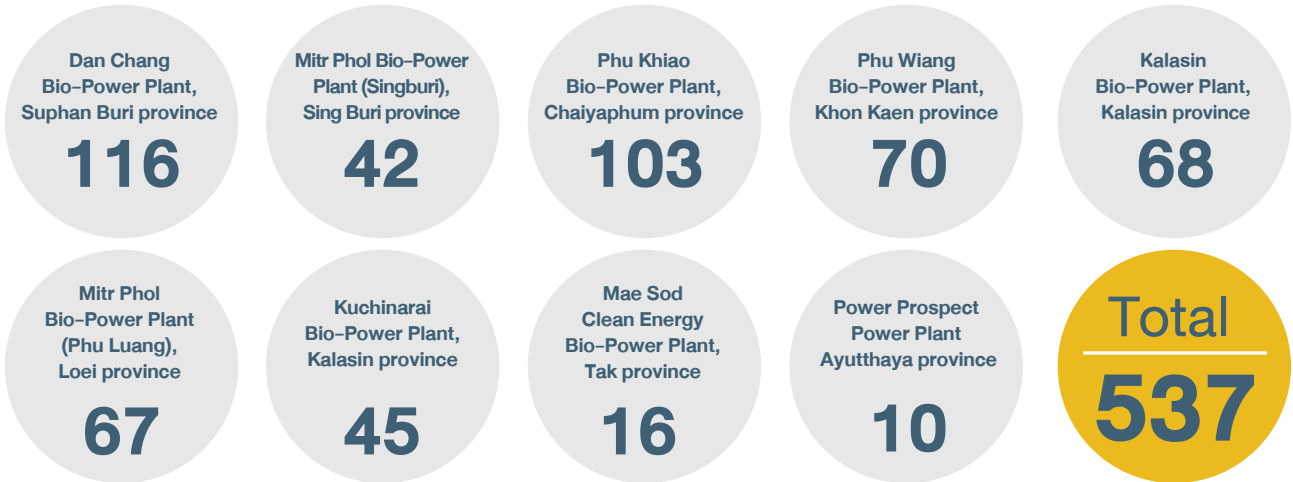 Dan Chang
Bio-Power Plant,
Suphan Buri province
116
Mitr Phol Bio-Power
Plant (Singburi),
Sing Buri province
42
Phu Khiao
Bio-Power Plant,
Chaiyaphum province
103
Phu Wiang
Bio-Power Plant,
Khon Kaen province
70
Kalasin
Bio-Power Plant,
Kalasin province
68
Mitr Phol
Bio-Power Plant
(Phu Luang),
Loei province
67
Kuchinarai
Bio-Power Plant,
Kalasin province
45
Mae Sod
Clean Energy
Bio-Power Plant,
Tak province
16
Power Prospect
Power Plant
Ayutthaya province
10
Total
537